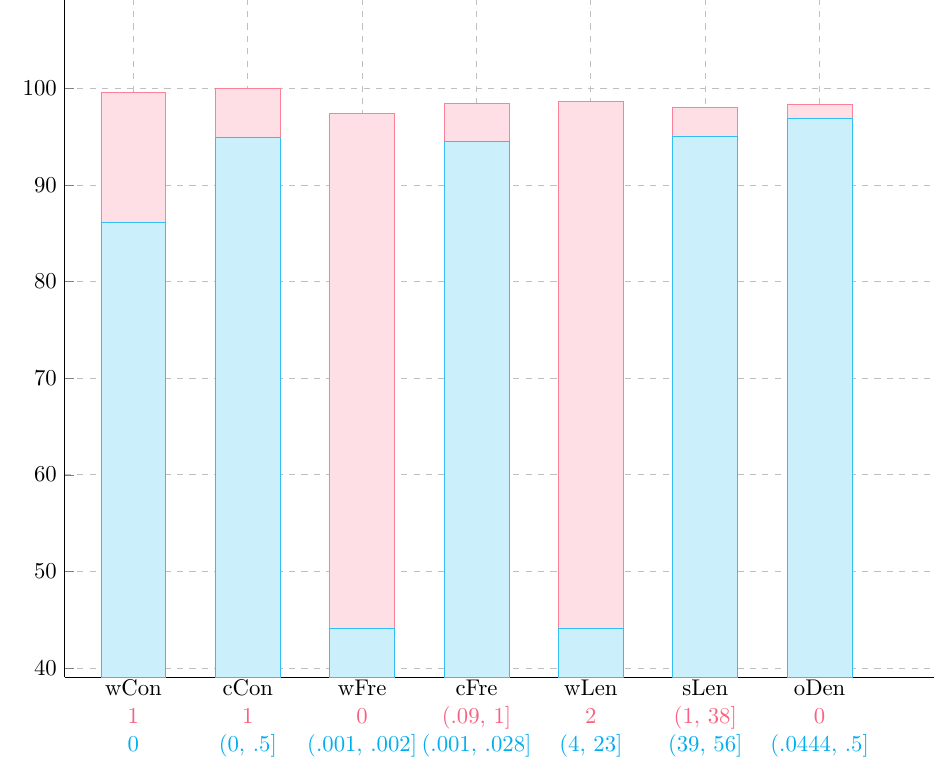 100
90
80
70
60
50
40
wCon cCon wFre cFre wLen sLen oDen
1 1 0 (.09, 1] 2 (1, 38] 0
0 (0, .5] (.001, .002] (.001, .028] (4, 23] (39, 56] (.0444, .5]